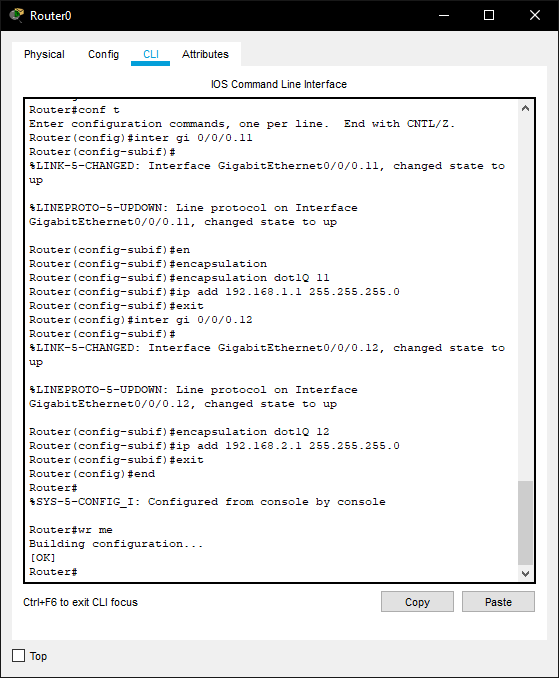 Router0
Physical Config CLI Attributes
IOS Command Line Interface
Router#conf t
Enter configuration commands, one per line.  End with CNTL/Z.
Router(config)#inter gi 0/0/0.11
Router(config-subif)#
%LINK-5-CHANGED: Interface GigabitEthernet0/0/0.11, changed state to
up
%LINEPROTO-5-UPDOWN: Line protocol on Interface
GigabitEthernet0/0/0.11, changed state to up
Router(config-subif)#en
Router(config-subif)#encapsulation
Router(config-subif)#encapsulation dot1Q 11
Router(config-subif)#ip add 192.168.1.1 255.255.255.0
Router(config-subif)#exit
Router(config)#inter gi 0/0/0.12
Router(config-subif)#
%LINK-5-CHANGED: Interface GigabitEthernet0/0/0.12, changed state to
up
%LINEPROTO-5-UPDOWN: Line protocol on Interface
GigabitEthernet0/0/0.12, changed state to up
Router(config-subif)#encapsulation dot1Q 12
Router(config-subif)#ip add 192.168.2.1 255.255.255.0
Router(config-subif)#exit
Router(config)#end
Router#
%SYS-5-CONFIG_I: Configured from console by console
Router#wr me
Building configuration...
[OK]
Router#
Ctrl+F6 to exit CLI focus
Copy Paste
Top